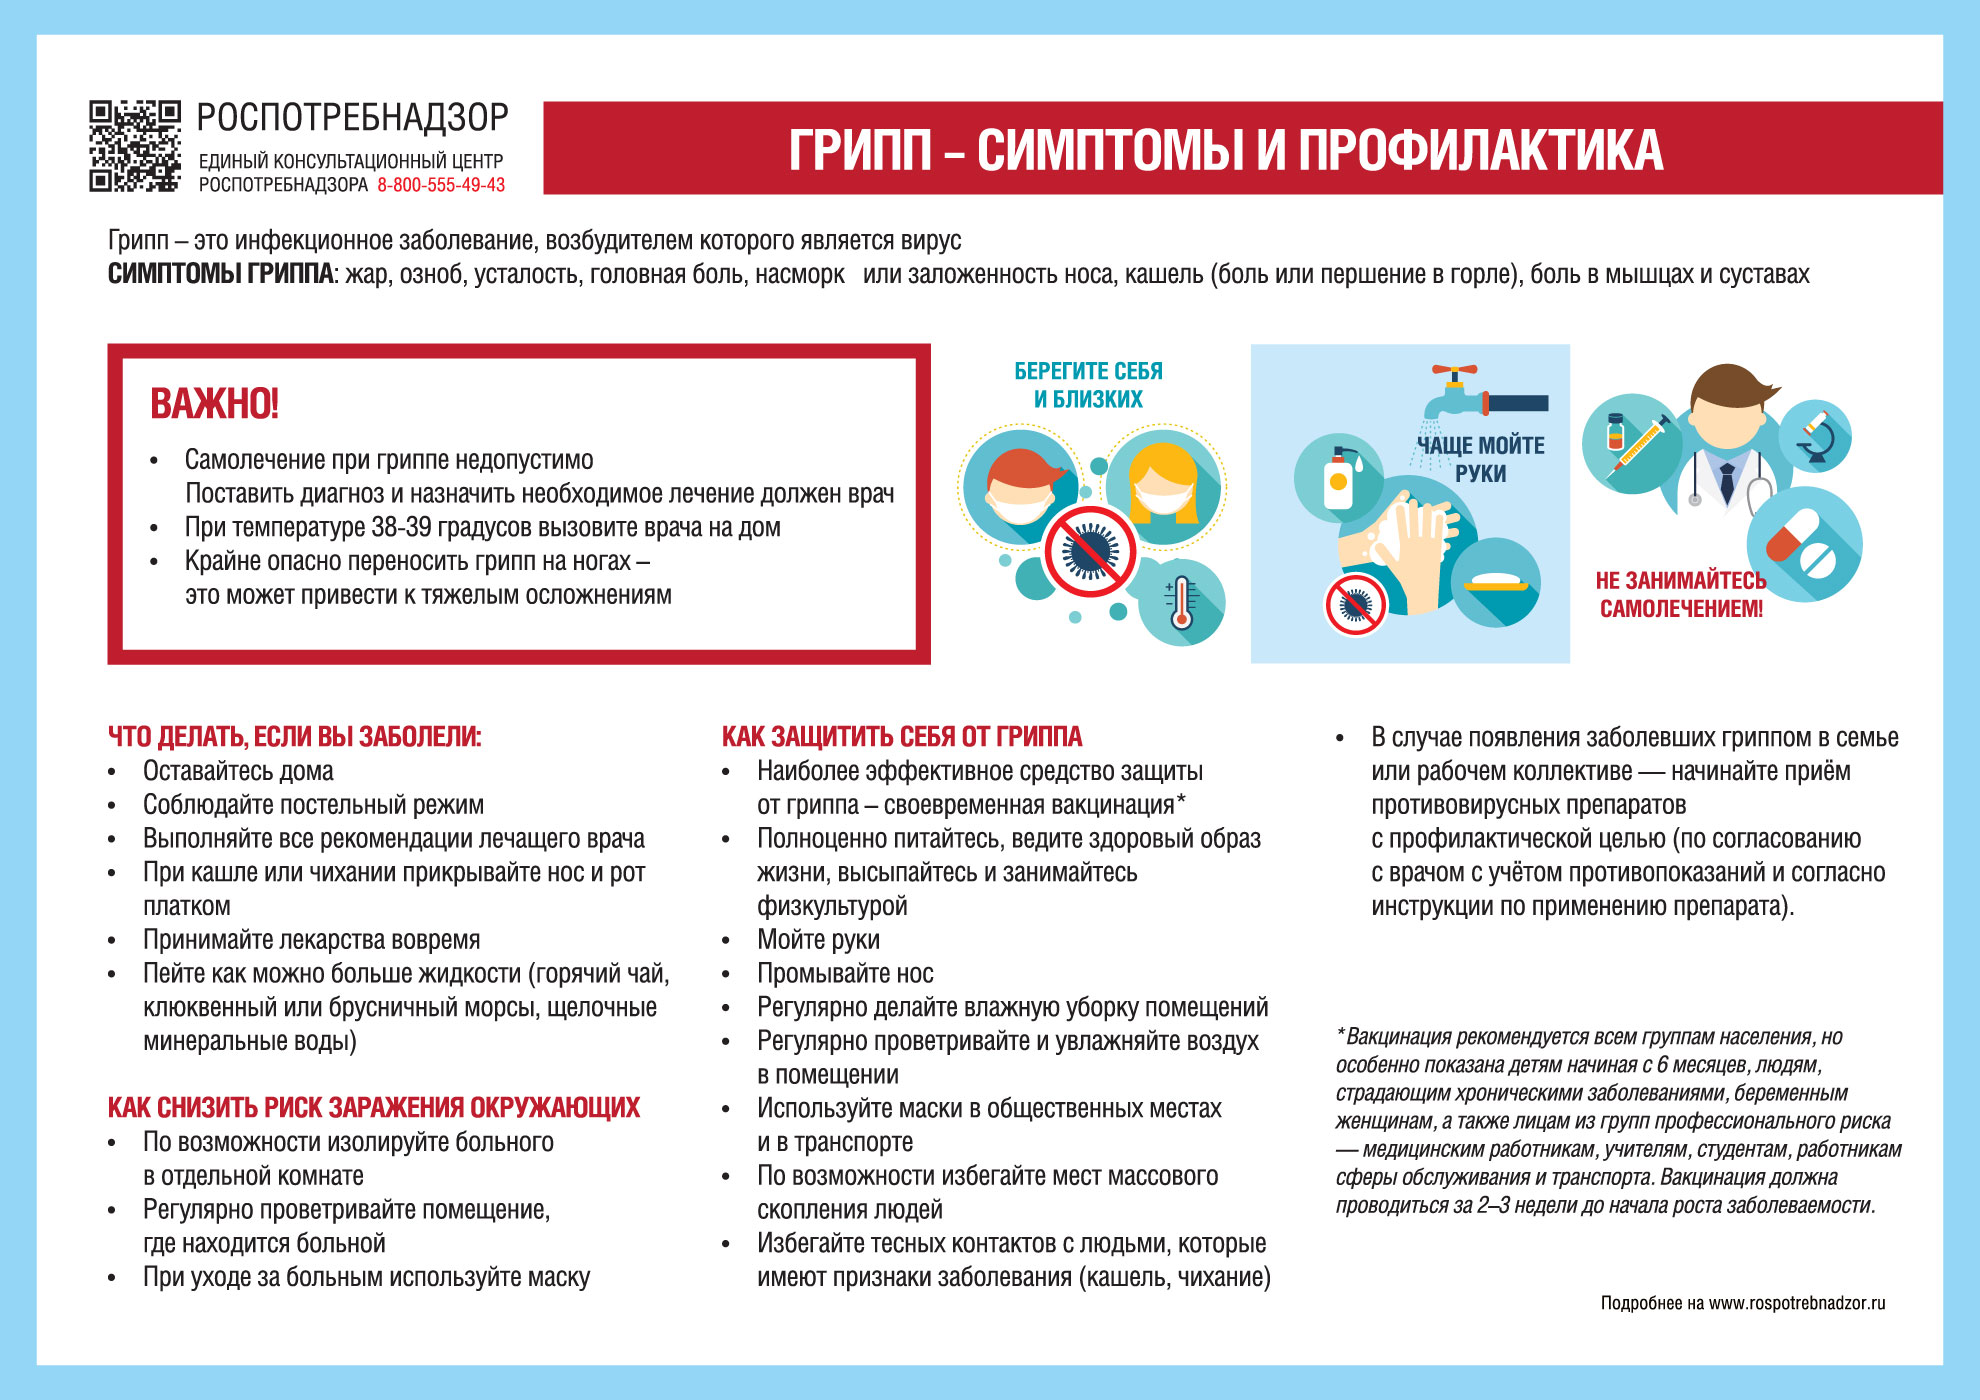 РОСПОТРЕБНАДЗОР
ЕДИНЫЙ КОНСУЛЬТАЦИОННЫЙ ЦЕНТР
РОСПОТРЕБНАДЗОРА 8-800-555-49-43
ГРИПП – СИМПТОМЫ И ПРОФИЛАКТИКА
Грипп – это инфекционное заболевание, возбудителем которого является вирус
СИМПТОМЫ ГРИППА: жар, озноб, усталость, головная боль, насморк или заложенность носа, кашель (боль или першение в горле), боль в мышцах и суставах
ВАЖНО!
• Самолечение при гриппе недопустимо
Поставить диагноз и назначить необходимое лечение должен врач
• При температуре 38-39 градусов вызовите врача на дом
• Крайне опасно переносить грипп на ногах –
это может привести к тяжелым осложнениям
БЕРЕГИТЕ СЕБЯ
И БЛИЗКИХ
ЧАЩЕ МОЙТЕ
РУКИ
НЕ ЗАНИМАЙТЕСЬ
САМОЛЕЧЕНИЕМ!
ЧТО ДЕЛАТЬ, ЕСЛИ ВЫ ЗАБОЛЕЛИ:
• Оставайтесь дома
• Соблюдайте постельный режим
• Выполняйте все рекомендации лечащего врача
• При кашле или чихании прикрывайте нос и рот
платком
• Принимайте лекарства вовремя
• Пейте как можно больше жидкости (горячий чай,
клюквенный или брусничный морсы, щелочные
минеральные воды)
КАК СНИЗИТЬ РИСК ЗАРАЖЕНИЯ ОКРУЖАЮЩИХ
• По возможности изолируйте больного
в отдельной комнате
• Регулярно проветривайте помещение,
где находится больной
• При уходе за больным используйте маску
КАК ЗАЩИТИТЬ СЕБЯ ОТ ГРИППА
• Наиболее эффективное средство защиты
от гриппа – своевременная вакцинация*
• Полноценно питайтесь, ведите здоровый образ
жизни, высыпайтесь и занимайтесь
физкультурой
• Мойте руки
• Промывайте нос
• Регулярно делайте влажную уборку помещений
• Регулярно проветривайте и увлажняйте воздух
в помещении
• Используйте маски в общественных местах
и в транспорте
• По возможности избегайте мест массового
скопления людей
• Избегайте тесных контактов с людьми, которые
имеют признаки заболевания (кашель, чихание)
• В случае появления заболевших гриппом в семье
или рабочем коллективе — начинайте приём
противовирусных препаратов
с профилактической целью (по согласованию
с врачом с учётом противопоказаний и согласно
инструкции по применению препарата).
*Вакцинация рекомендуется всем группам населения, но
особенно показана детям начиная с 6 месяцев, людям,
страдающим хроническими заболеваниями, беременным
женщинам, а также лицам из групп профессионального риска
— медицинским работникам, учителям, студентам, работникам
сферы обслуживания и транспорта. Вакцинация должна
проводиться за 2–3 недели до начала роста заболеваемости.
Подробнее на www.rospotrebnadzor.ru